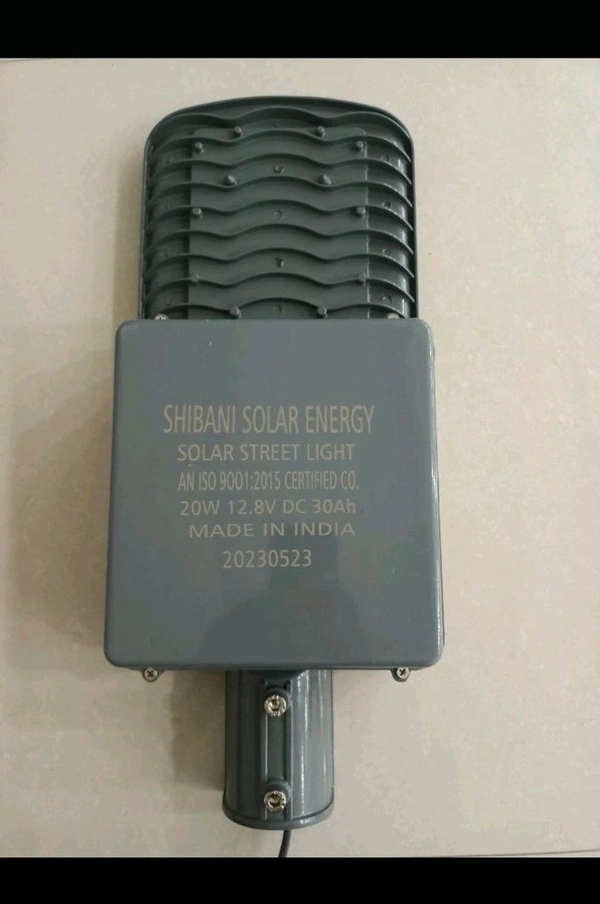 SHIBANI SOLAR ENERGY
SOLAR STREET LIGHT
AN ISO 9001:2015 CERTIFIED CO.
20W 12.8V DC 30Ah
MADE IN INDIA
20230523